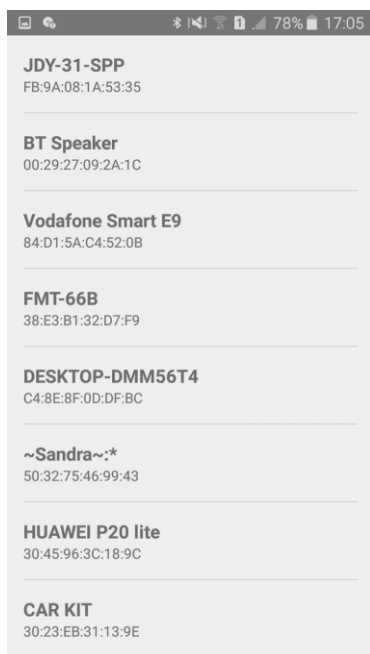 1 78% 17:05
JDY-31-SPP
FB:9A:08:1A:53:35
BT Speaker
00:29:27:09:2A:1C
Vodafone Smart E9
84:D1:5A:C4:52:0B
FMT-66B
38:E3:B1:32:D7:F9
DESKTOP-DMM56T4
C4:8E:8F:0D:DF:BC
~Sandra~:*
50:32:75:46:99:43
HUAWEI P20 lite
30:45:96:3C:18:9C
CAR KIT
30:23:EB:31:13:9E